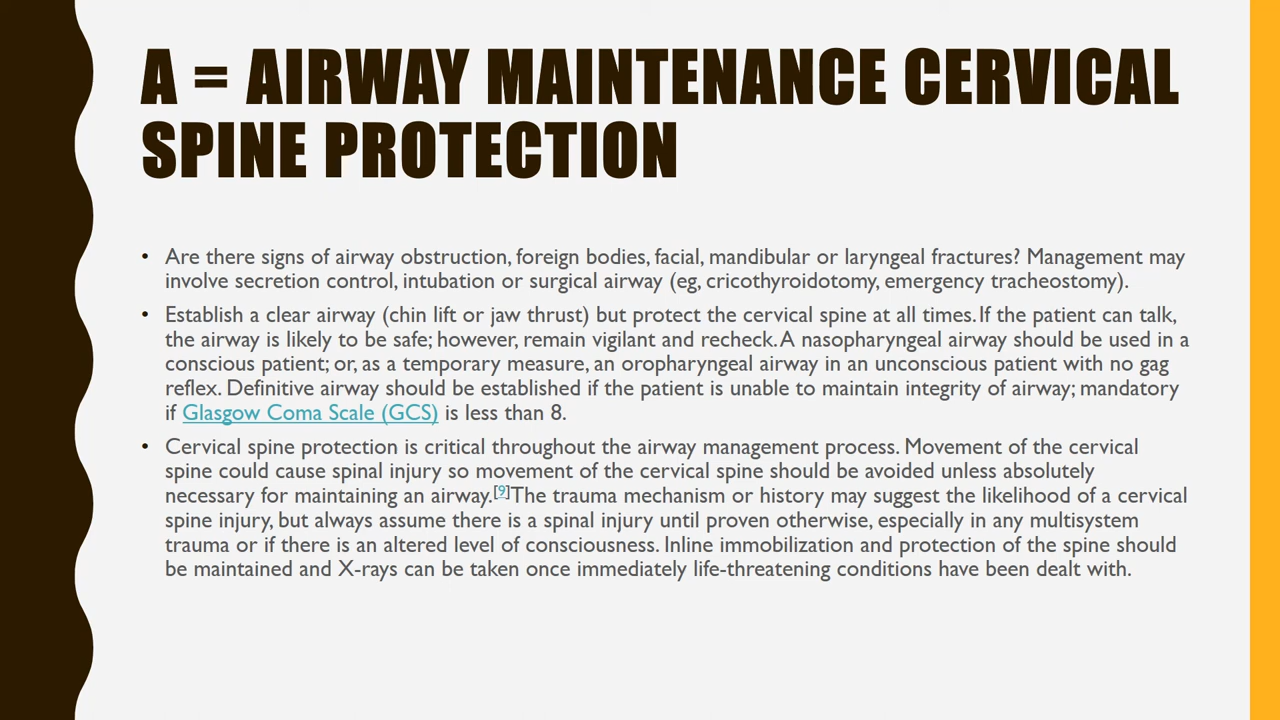 A = AIRWAY MAINTENANCE CERVICAL
SPINE PROTECTION
• Are there signs of airway obstruction, foreign bodies, facial, mandibular or laryngeal fractures? Management may
involve secretion control, intubation or surgical airway (eg, cricothyroidotomy, emergency tracheostomy).
• Establish a clear airway (chin lift or jaw thrust) but protect the cervical spine at all times. If the patient can talk,
the airway is likely to be safe; however, remain vigilant and recheck. A nasopharyngeal airway should be used in a
conscious patient; or, as a temporary measure, an oropharyngeal airway in an unconscious patient with no gag
reflex. Definitive airway should be established if the patient is unable to maintain integrity of airway; mandatory
if Glasgow Coma Scale (GCS) is less than 8.
• Cervical spine protection is critical throughout the airway management process. Movement of the cervical
spine could cause spinal injury so movement of the cervical spine should be avoided unless absolutely
necessary for maintaining an airway.[9]The trauma mechanism or history may suggest the likelihood of a cervical
spine injury, but always assume there is a spinal injury until proven otherwise, especially in any multisystem
trauma or if there is an altered level of consciousness. Inline immobilization and protection of the spine should
be maintained and X-rays can be taken once immediately life-threatening conditions have been dealt with.